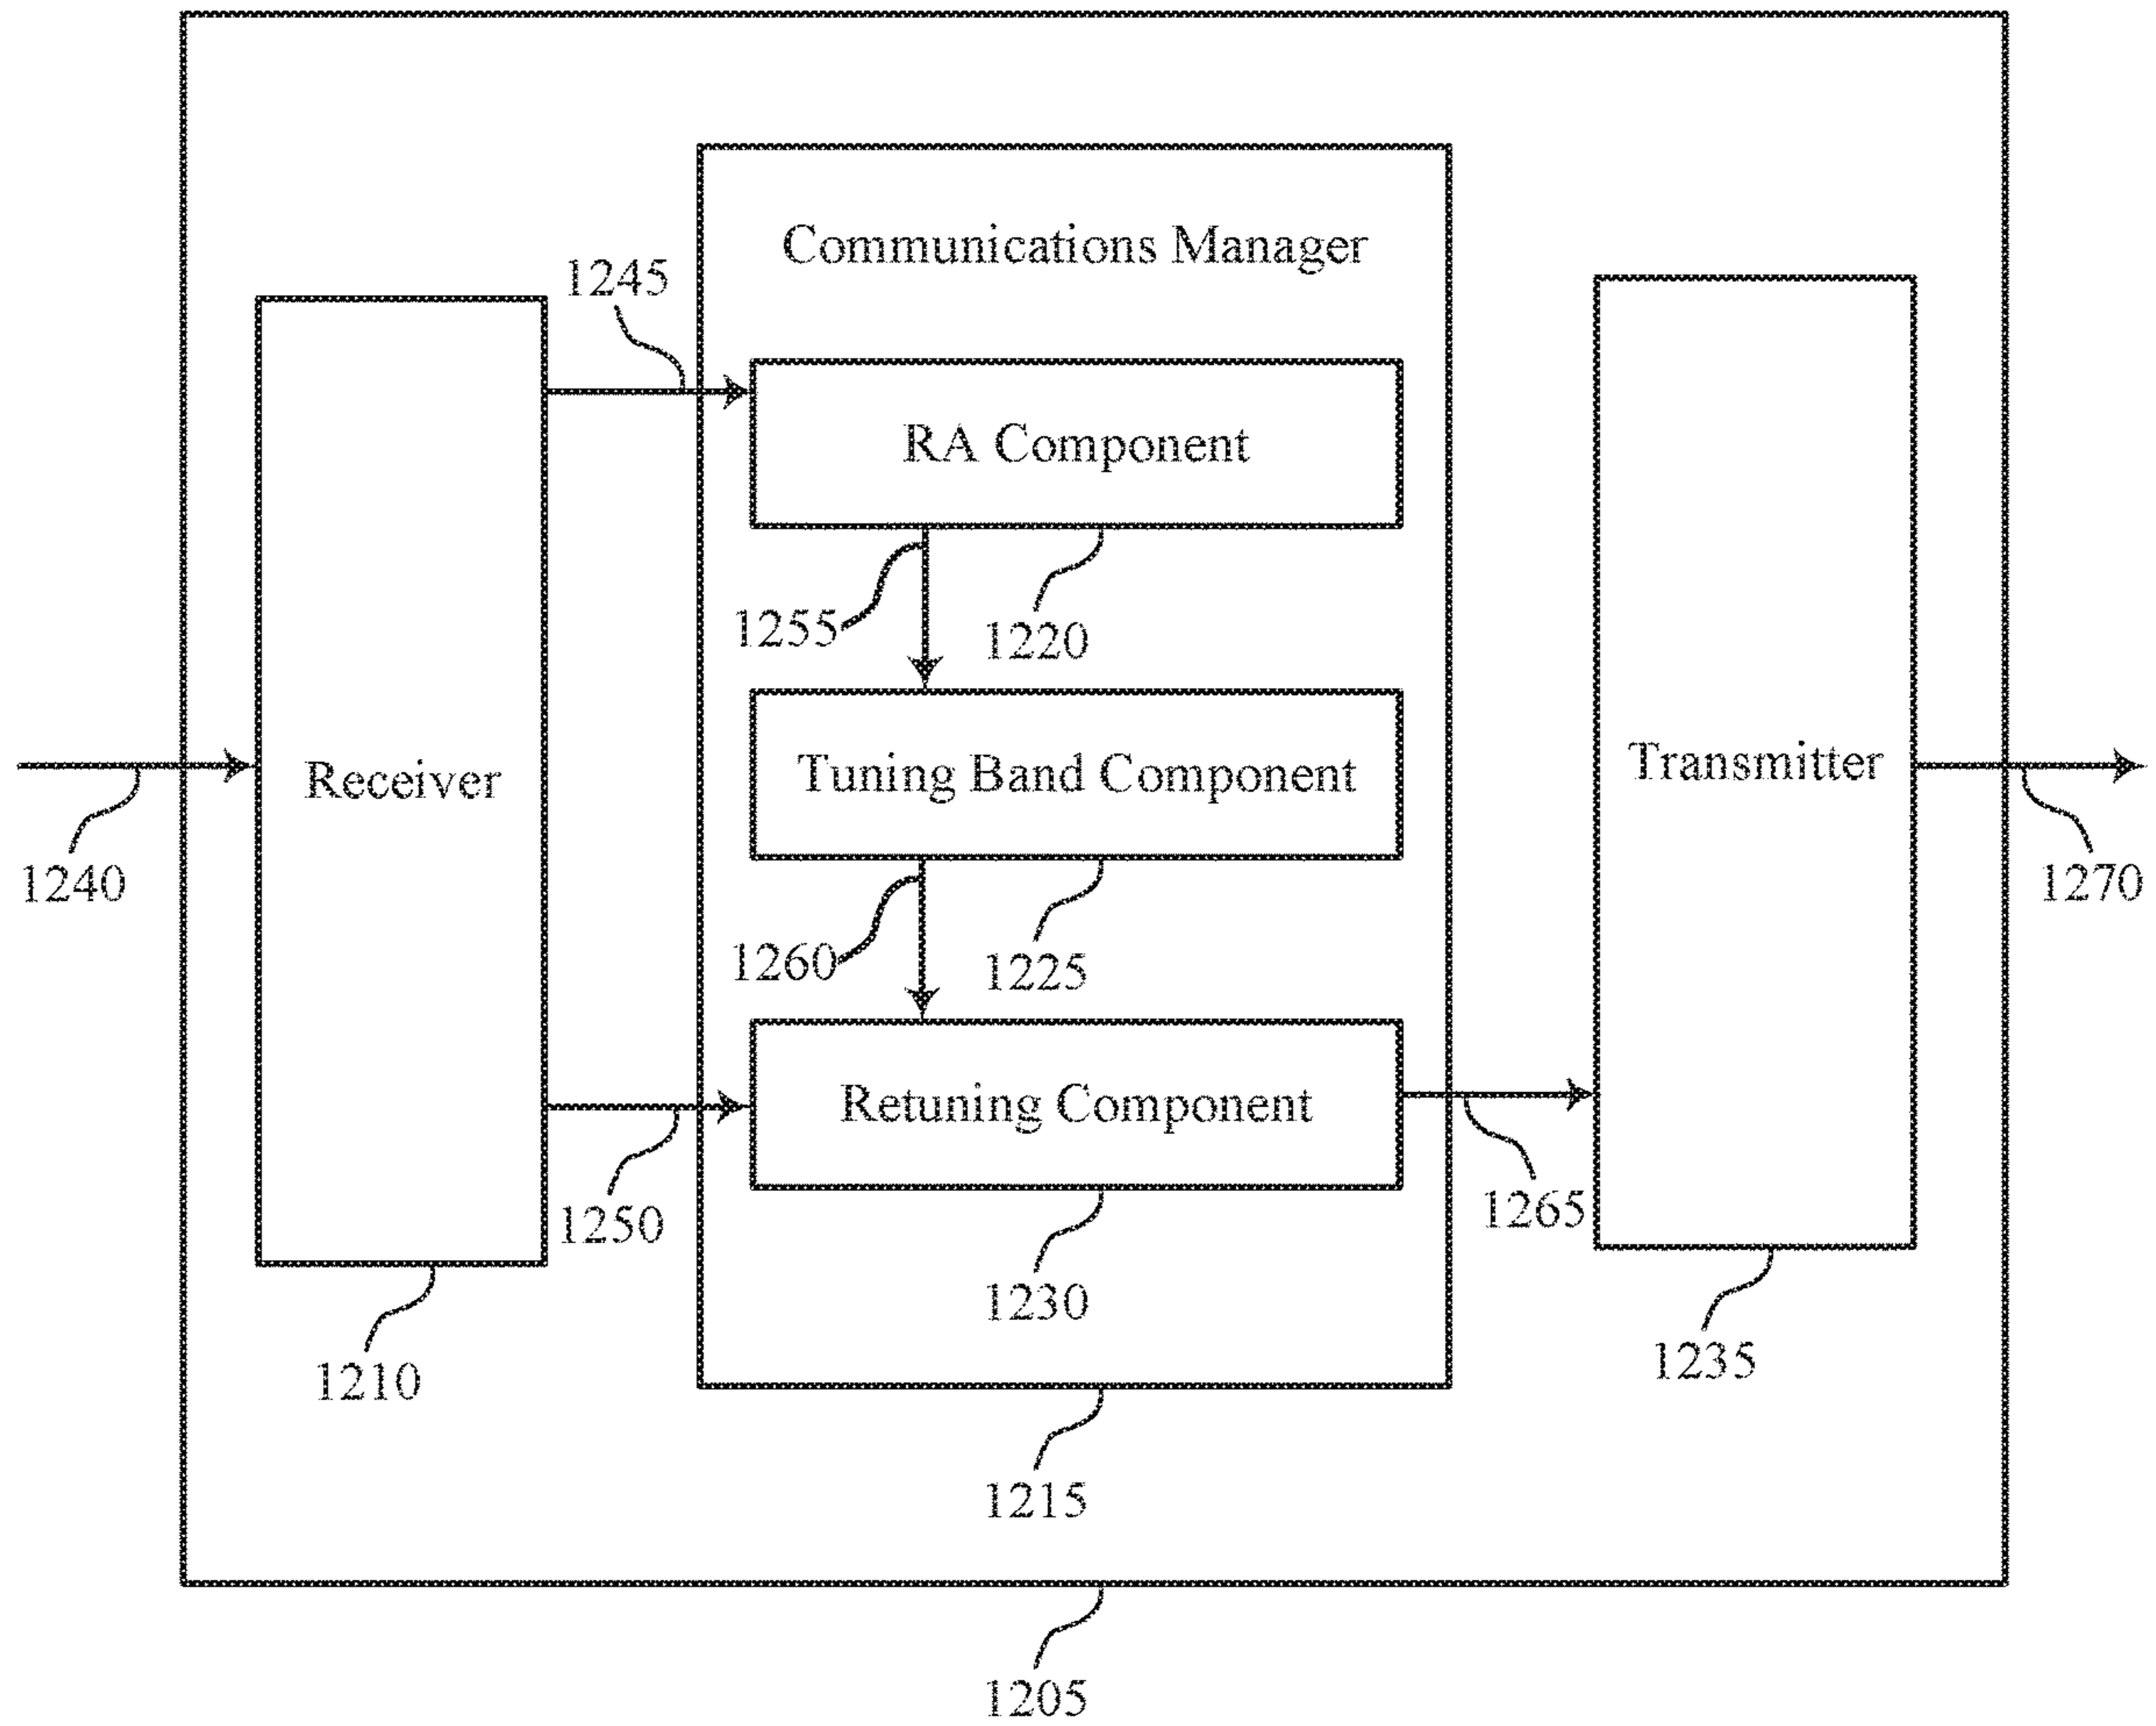 Communications Manager
1245
RA Component
1255
1220
Receiver
Tuning Band Component
Transmitter
1240
1270
1260
1225
Retuning Component
1250
1265
1230
1210
1235
1215
1205